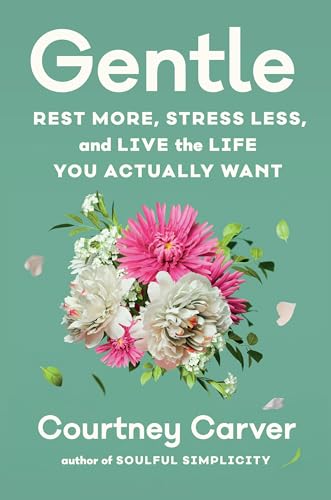 Gentle
REST MORE, STRESS LESS,
and LIVE the LIFE
YOU ACTUALLY WANT
Courtney Carver
author of SOULFUL SIMPLICITY